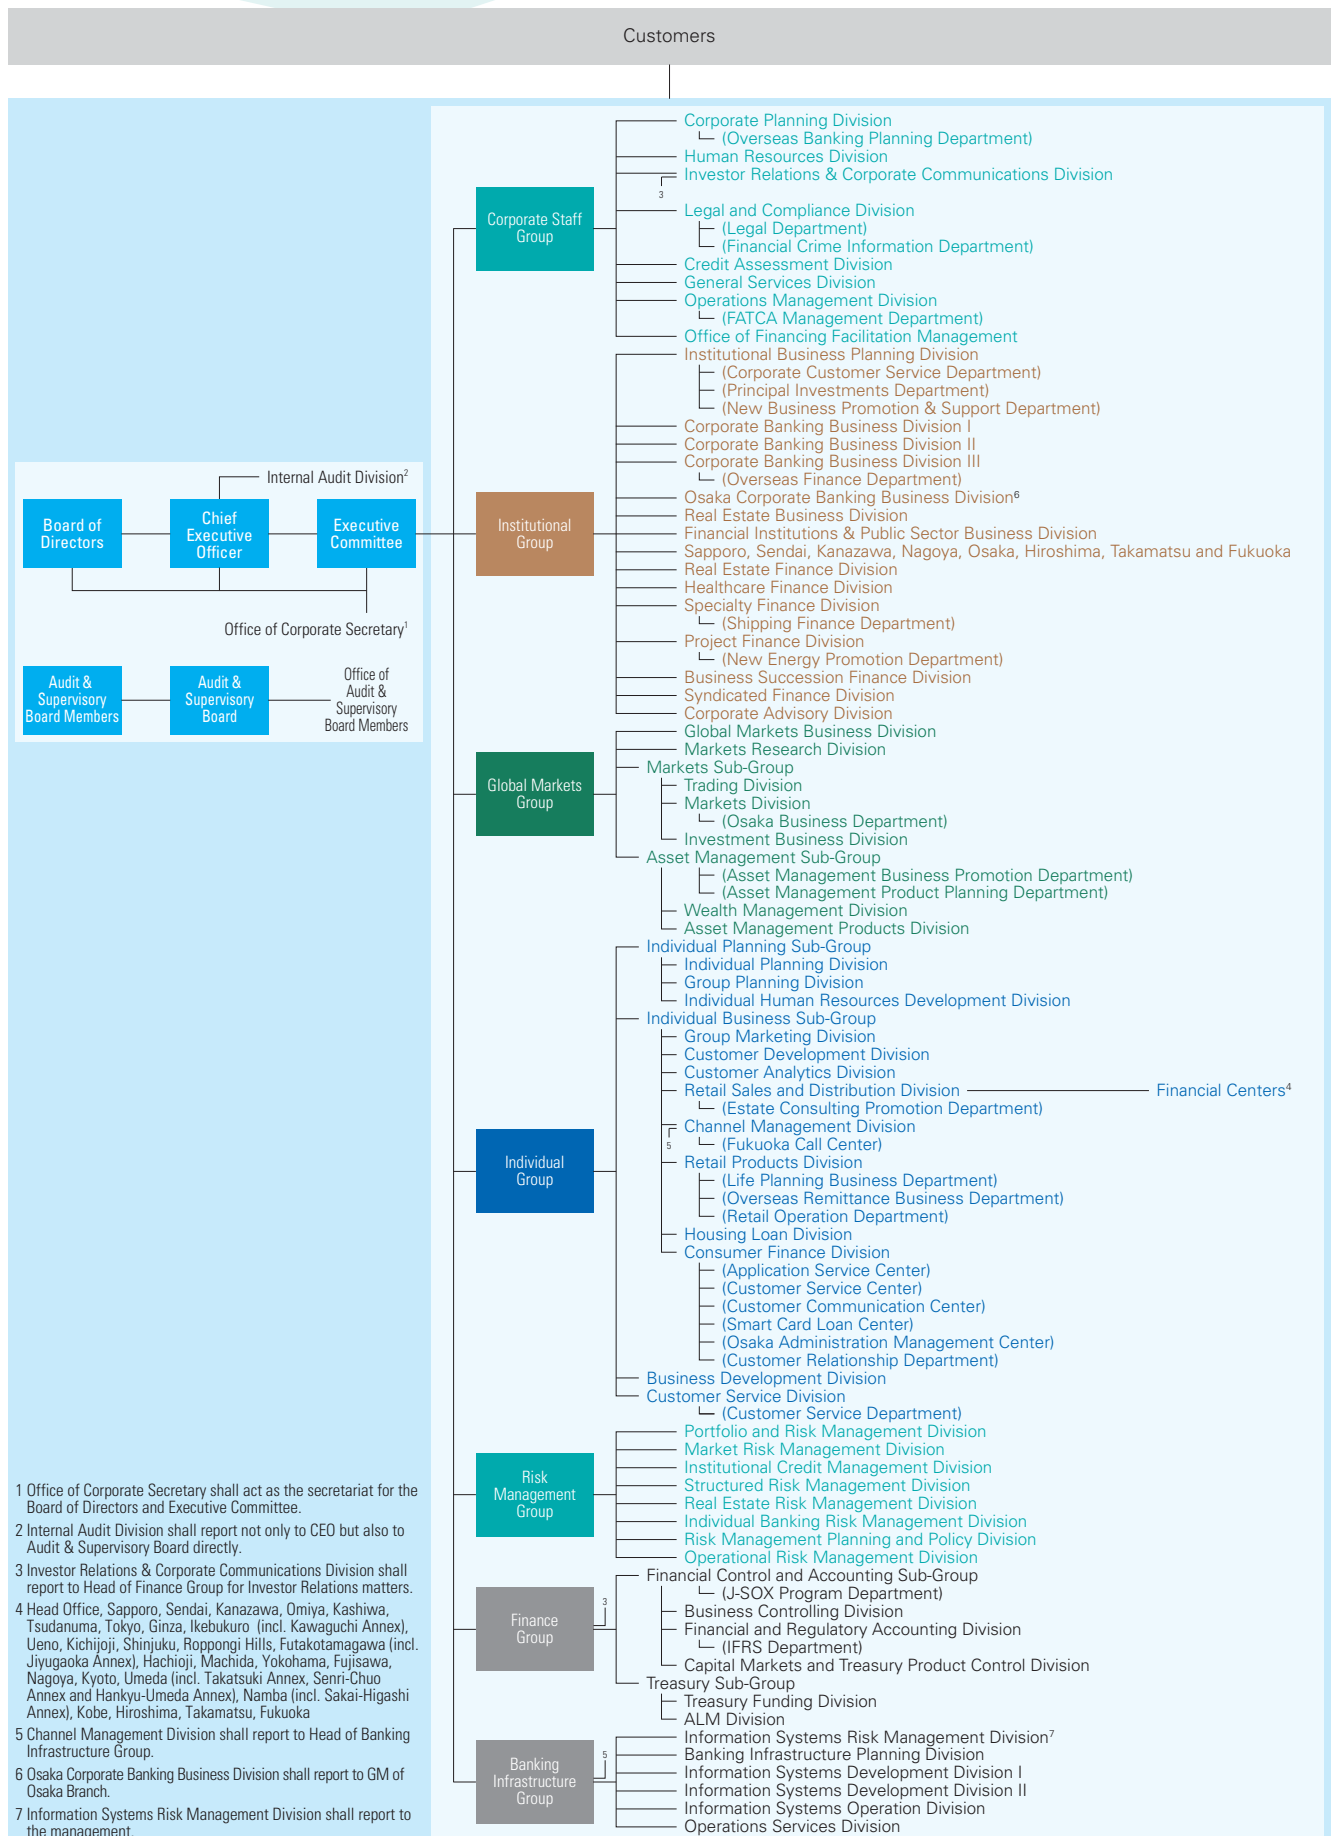 Customers
Corporate Planning Division
(Overseas Banking Planning Department)
Human Resources Division
Investor Relations & Corporate Communications Division
3
Corporate Staff
Group
Legal and Compliance Division
(Legal Department)
(Financial Crime Information Department)
Credit Assessment Division
General Services Division
Operations Management Division
(FATCA Management Department)
Office of Financing Facilitation Management
Institutional Business Planning Division
(Corporate Customer Service Department)
(Principal Investments Department)
(New Business Promotion & Support Department)
Corporate Banking Business Division I
Corporate Banking Business Division II
Corporate Banking Business Division III
(Overseas Finance Department)
Osaka Corporate Banking Business Division6
Institutional
Group
Real Estate Business Division
Financial Institutions & Public Sector Business Division
Sapporo, Sendai, Kanazawa, Nagoya, Osaka, Hiroshima, Takamatsu and Fukuoka
Real Estate Finance Division
Healthcare Finance Division
Specialty Finance Division
(Shipping Finance Department)
Project Finance Division
(New Energy Promotion Department)
Business Succession Finance Division
Syndicated Finance Division
Corporate Advisory Division
Internal Audit Division2
Board of
Directors
Chief
Executive
Officer
Executive
Committee
Office of Corporate Secretary1
Audit &
Supervisory
Board Members
Audit &
Supervisory
Board
Office of
Audit &
Supervisory
Board Members
Global Markets
Group
Global Markets Business Division
Markets Research Division
Markets Sub-Group
Trading Division
Markets Division
(Osaka Business Department)
Investment Business Division
Asset Management Sub-Group
(Asset Management Business Promotion Department)
(Asset Management Product Planning Department)
Wealth Management Division
Asset Management Products Division
Individual
Group
Individual Planning Sub-Group
Individual Planning Division
Group Planning Division
Individual Human Resources Development Division
Individual Business Sub-Group
Group Marketing Division
Customer Development Division
Customer Analytics Division
Retail Sales and Distribution Division
Financial Centers4
(Estate Consulting Promotion Department)
Channel Management Division
5
(Fukuoka Call Center)
Retail Products Division
(Life Planning Business Department)
(Overseas Remittance Business Department)
(Retail Operation Department)
Housing Loan Division
Consumer Finance Division
(Application Service Center)
(Customer Service Center)
(Customer Communication Center)
(Smart Card Loan Center)
(Osaka Administration Management Center)
(Customer Relationship Department)
Business Development Division
Customer Service Division
(Customer Service Department)
Risk
Management
Group
Portfolio and Risk Management Division
Market Risk Management Division
Institutional Credit Management Division
Structured Risk Management Division
Real Estate Risk Management Division
Individual Banking Risk Management Division
Risk Management Planning and Policy Division
Operational Risk Management Division
Finance
Group
3
Financial Control and Accounting Sub-Group
(J-SOX Program Department)
Business Controlling Division
Financial and Regulatory Accounting Division
(IFRS Department)
Capital Markets and Treasury Product Control Division
Treasury Sub-Group
Treasury Funding Division
ALM Division
Banking
Infrastructure
Group
5
Information Systems Risk Management Division7
Banking Infrastructure Planning Division
Information Systems Development Division I
Information Systems Development Division II
Information Systems Operation Division
Operations Services Division
1 Office of Corporate Secretary shall act as the secretariat for the
Board of Directors and Executive Committee.
2 Internal Audit Division shall report not only to CEO but also to
Audit & Supervisory Board directly.
3 Investor Relations & Corporate Communications Division shall
report to Head of Finance Group for Investor Relations matters.
4 Head Office, Sapporo, Sendai, Kanazawa, Omiya, Kashiwa,
Tsudanuma, Tokyo, Ginza, Ikebukuro (incl. Kawaguchi Annex),
Ueno, Kichijoji, Shinjuku, Roppongi Hills, Futakotamagawa (incl.
Jiyugaoka Annex), Hachioji, Machida, Yokohama, Fujisawa,
Nagoya, Kyoto, Umeda (incl. Takatsuki Annex, Senri-Chuo
Annex and Hankyu-Umeda Annex), Namba (incl. Sakai-Higashi
Annex), Kobe, Hiroshima, Takamatsu, Fukuoka
5 Channel Management Division shall report to Head of Banking
Infrastructure Group.
6 Osaka Corporate Banking Business Division shall report to GM of
Osaka Branch.
7 Information Systems Risk Management Division shall report to
the management.